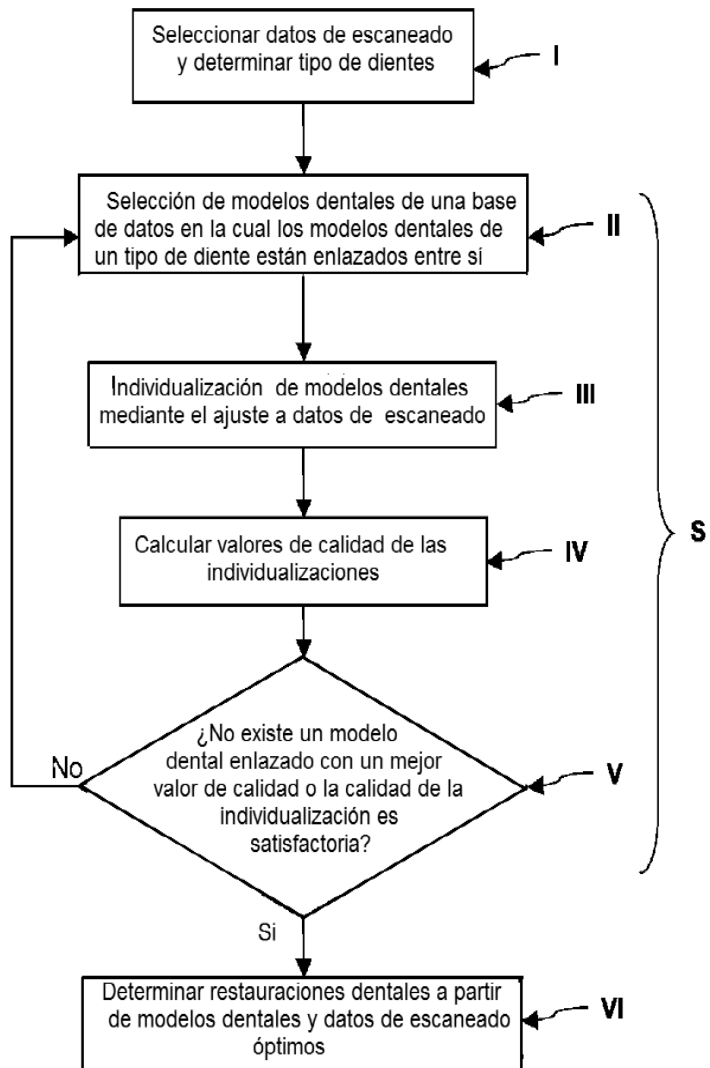 Seleccionar datos de escaneado
y determinar tipo de dientes
I
Selección de modelos dentales de una base
de datos en la cual los modelos dentales de
un tipo de diente están enlazados entre sí
II
Individualización de modelos dentales
mediante el ajuste a datos de escaneado
III
Calcular valores de calidad de las
individualizaciones
IV
S
¿No existe un modelo
dental enlazado con un mejor
valor de calidad o la calidad de la
individualización es
satisfactoria?
V
No
Si
Determinar restauraciones dentales a partir
de modelos dentales y datos de escaneado
óptimos
VI